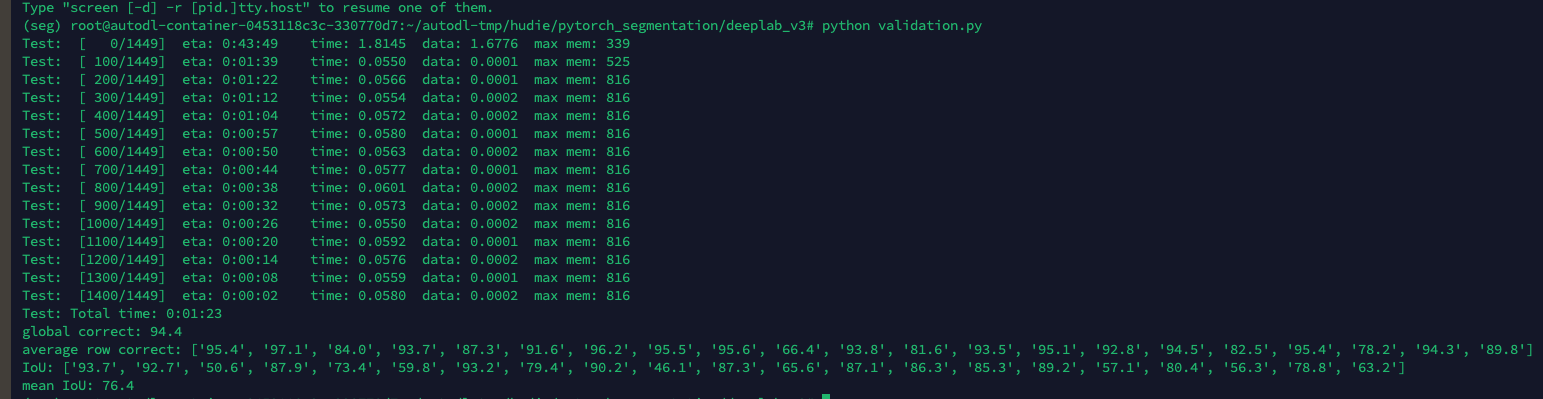 Type "screen [-d] -r [pid.]tty.host" to resume one of them.
(seg) root@autodl-container-0453118c3c-330770d7:~/autodl-tmp/hudie/pytorch_segmentation/deeplab_v3# python validation.py
Test:  [   0/1449]  eta: 0:43:49    time: 1.8145  data: 1.6776  max mem: 339
Test:  [ 100/1449]  eta: 0:01:39    time: 0.0550  data: 0.0001  max mem: 525
Test:  [ 200/1449]  eta: 0:01:22    time: 0.0566  data: 0.0001  max mem: 816
Test:  [ 300/1449]  eta: 0:01:12    time: 0.0554  data: 0.0002  max mem: 816
Test:  [ 400/1449]  eta: 0:01:04    time: 0.0572  data: 0.0002  max mem: 816
Test:  [ 500/1449]  eta: 0:00:57    time: 0.0580  data: 0.0001  max mem: 816
Test:  [ 600/1449]  eta: 0:00:50    time: 0.0563  data: 0.0002  max mem: 816
Test:  [ 700/1449]  eta: 0:00:44    time: 0.0577  data: 0.0001  max mem: 816
Test:  [ 800/1449]  eta: 0:00:38    time: 0.0601  data: 0.0002  max mem: 816
Test:  [ 900/1449]  eta: 0:00:32    time: 0.0573  data: 0.0002  max mem: 816
Test:  [1000/1449]  eta: 0:00:26    time: 0.0550  data: 0.0002  max mem: 816
Test:  [1100/1449]  eta: 0:00:20    time: 0.0592  data: 0.0001  max mem: 816
Test:  [1200/1449]  eta: 0:00:14    time: 0.0576  data: 0.0002  max mem: 816
Test:  [1300/1449]  eta: 0:00:08    time: 0.0559  data: 0.0001  max mem: 816
Test:  [1400/1449]  eta: 0:00:02    time: 0.0580  data: 0.0002  max mem: 816
Test: Total time: 0:01:23
global correct: 94.4
average row correct: ['95.4', '97.1', '84.0', '93.7', '87.3', '91.6', '96.2', '95.5', '95.6', '66.4', '93.8', '81.6', '93.5', '95.1', '92.8', '94.5', '82.5', '95.4', '78.2', '94.3', '89.8']
IoU: ['93.7', '92.7', '50.6', '87.9', '73.4', '59.8', '93.2', '79.4', '90.2', '46.1', '87.3', '65.6', '87.1', '86.3', '85.3', '89.2', '57.1', '80.4', '56.3', '78.8', '63.2']
mean IoU: 76.4